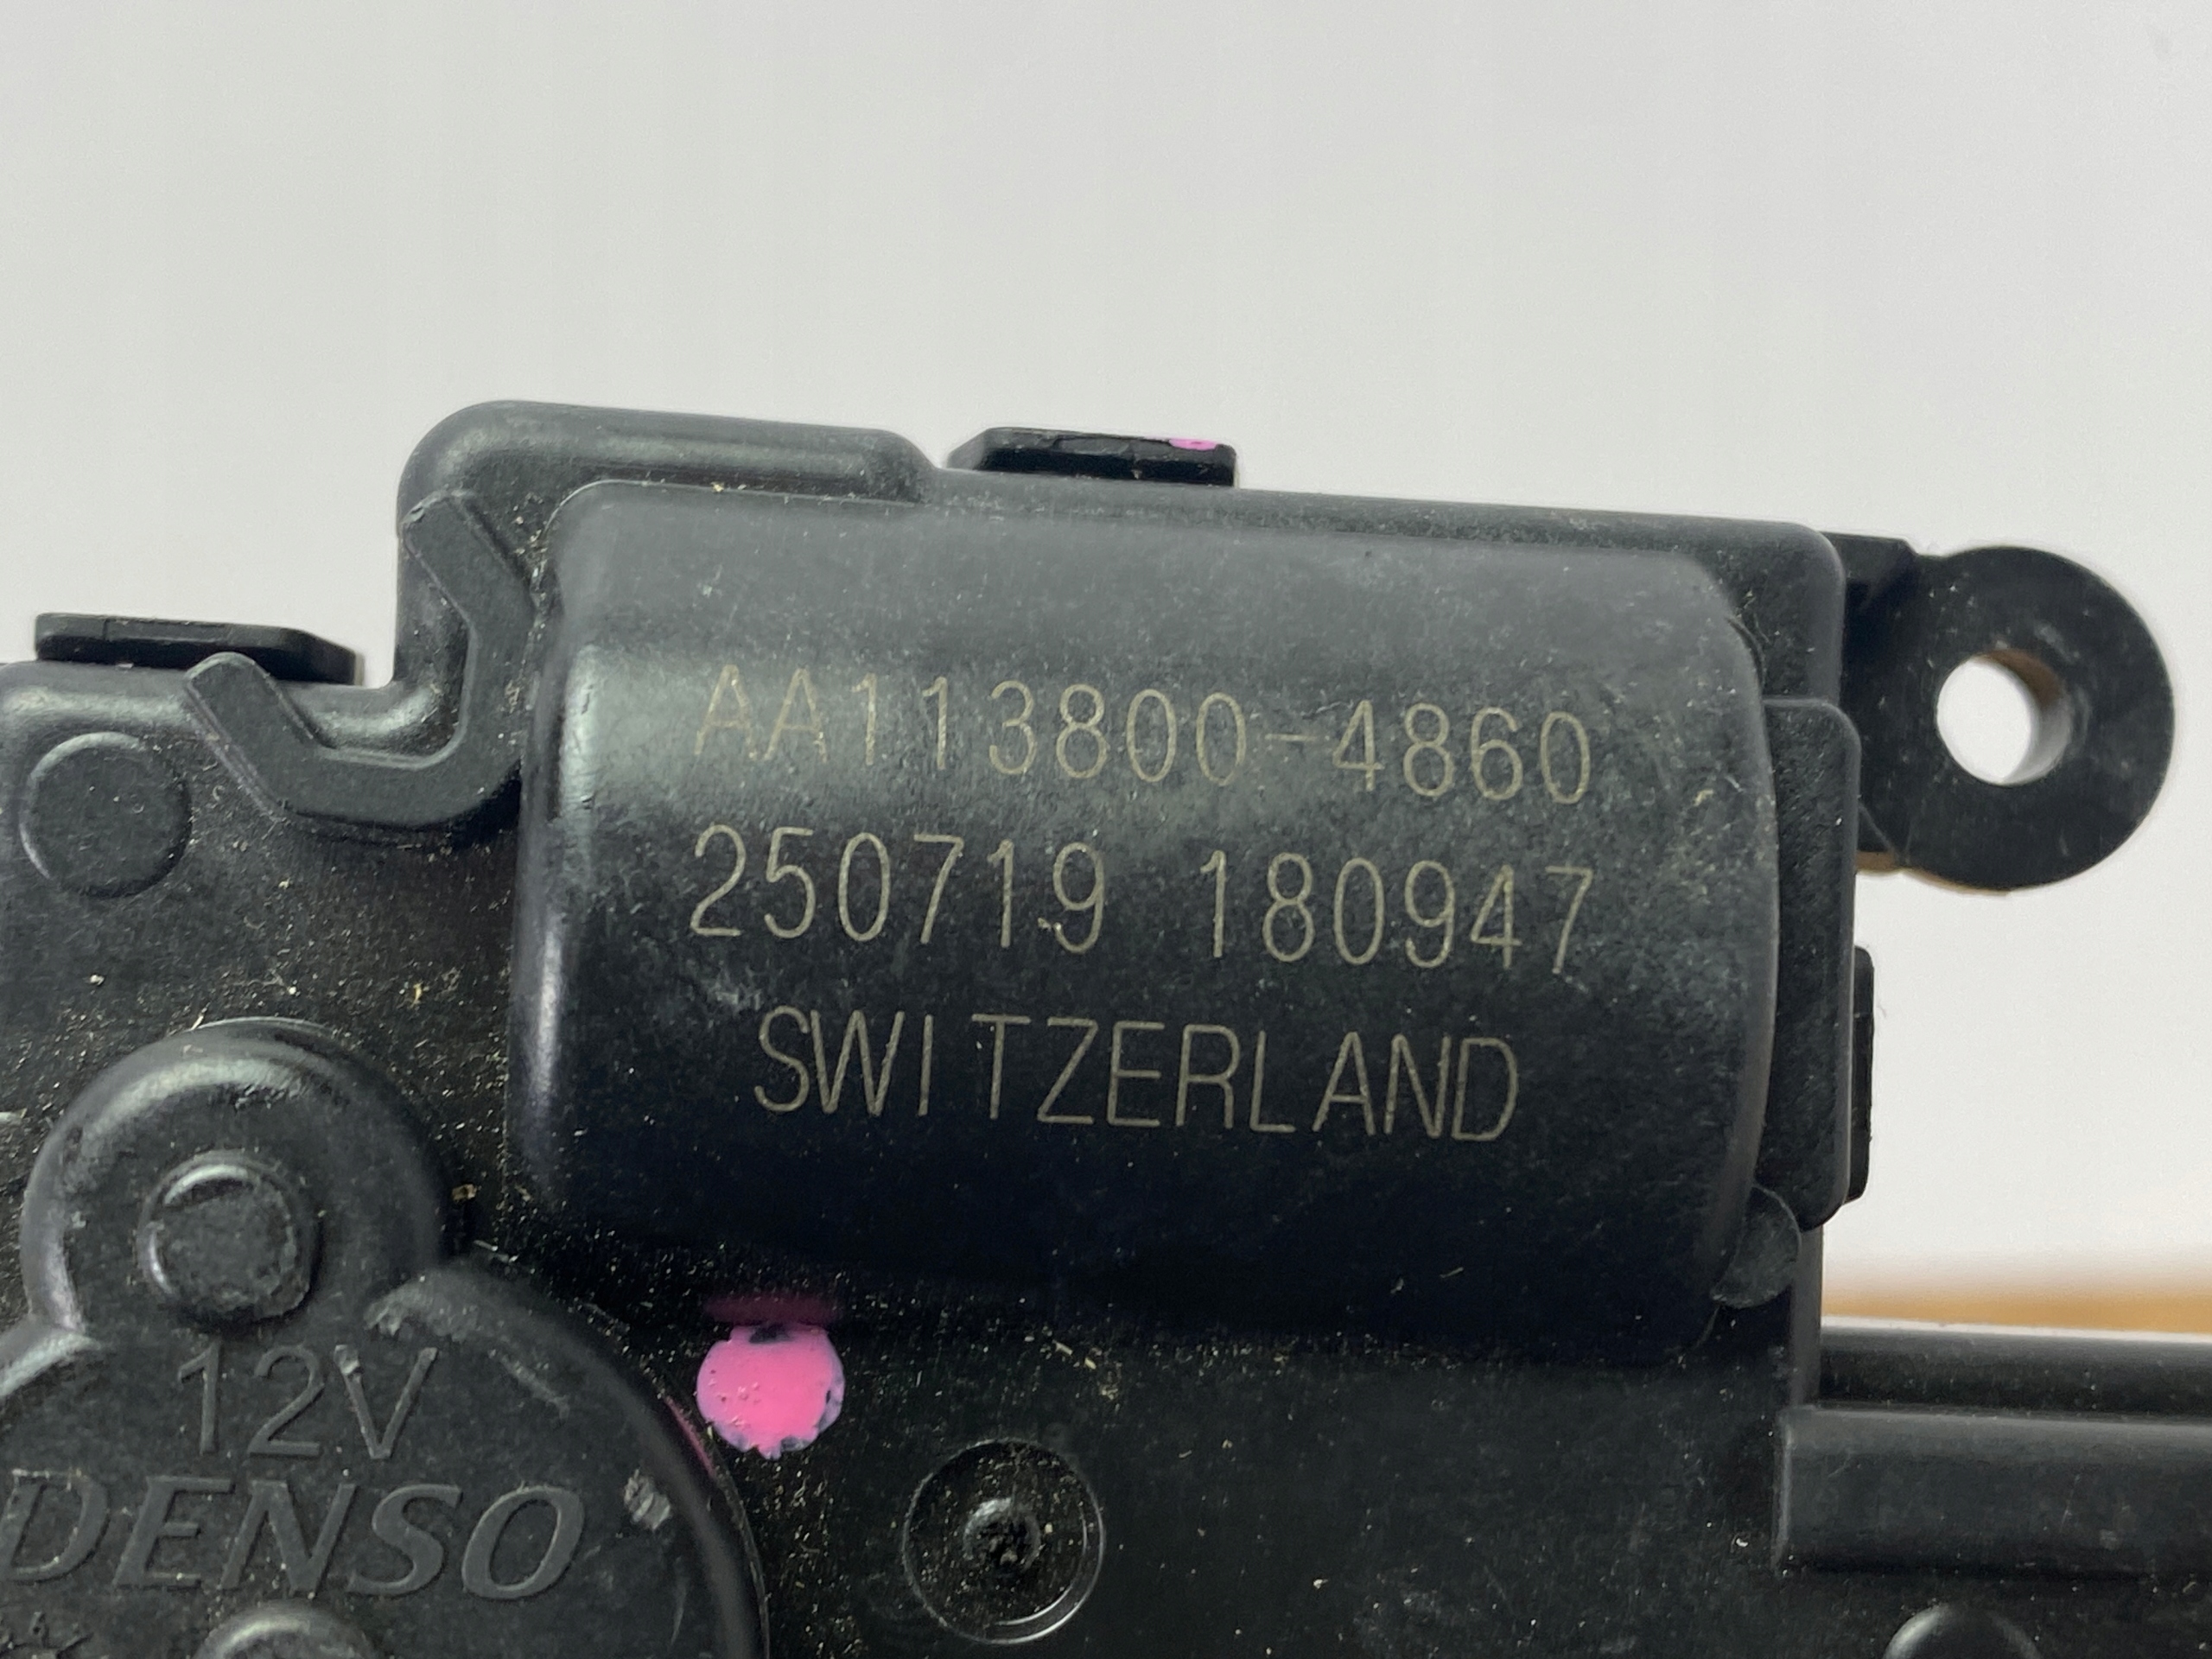 AA113800-4860
250719 180947
SWITZERLAND
12V
DENSO